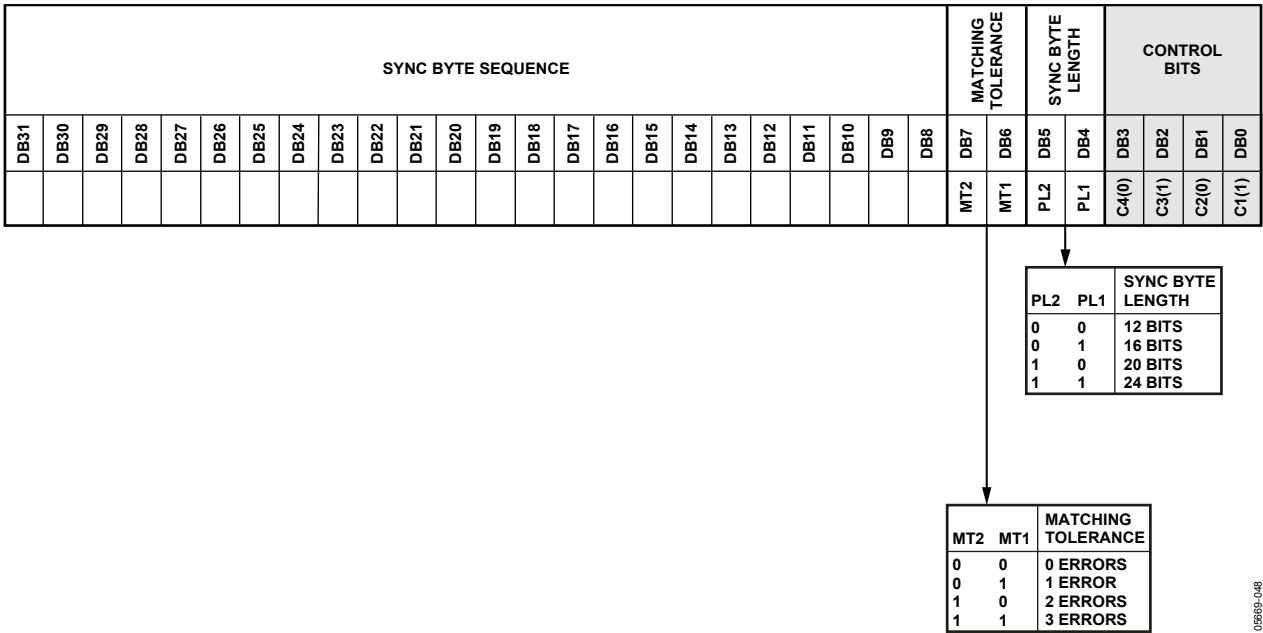 SYNC BYTE SEQUENCE
MATCHING
TOLERANCE
SYNC BYTE
LENGTH
CONTROL
BITS
DB31 DB30 DB29 DB28 DB27 DB26 DB25 DB24 DB23 DB22 DB21 DB20 DB19 DB18 DB17 DB16 DB15 DB14 DB13 DB12 DB11 DB10 DB9 DB8 DB7 DB6 DB5 DB4 DB3 DB2 DB1 DB0
MT2 MT1 PL2 PL1 C4(0) C3(1) C2(0) C1(1)
PL2 PL1 SYNC BYTE
LENGTH
0 0 12 BITS
0 1 16 BITS
1 0 20 BITS
1 1 24 BITS
MT2 MT1 MATCHING
TOLERANCE
0 0 0 ERRORS
0 1 1 ERROR
1 0 2 ERRORS
1 1 3 ERRORS
05669-048